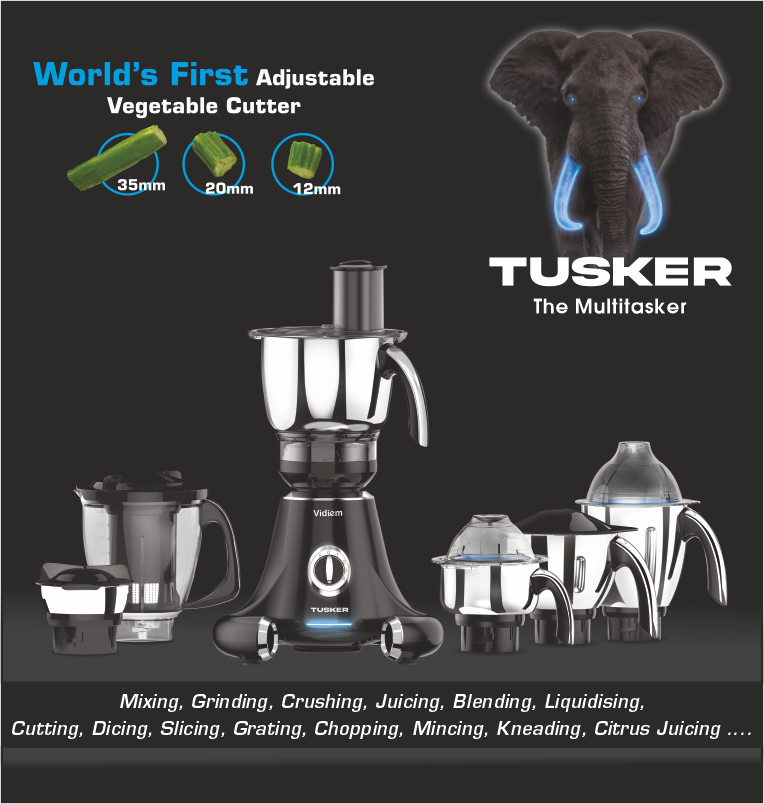 World's First Adjustable
Vegetable Cutter
35mm
20mm
12mm
TUSKER
The Multitasker
Vidiem
TUSKER
Mixing, Grinding, Crushing, Juicing, Blending, Liquidising,
Cutting, Dicing, Slicing, Grating, Chopping, Mincing, Kneading, Citrus Juicing ....